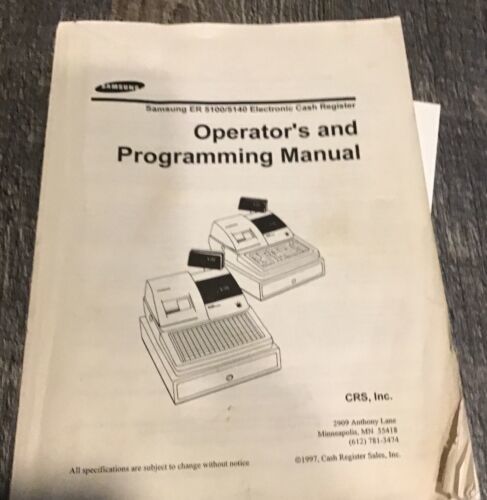 SAMSUNG
Samsung ER 5100/5140 Electronic Cash Register
Operator's and
Programming Manual
CRS, Inc.
2909 Anthony Lane
Minneapolis, MN 55418
(612) 781-3474
All specifications are subject to change without notice
©1997, Cash Register Sales, Inc.